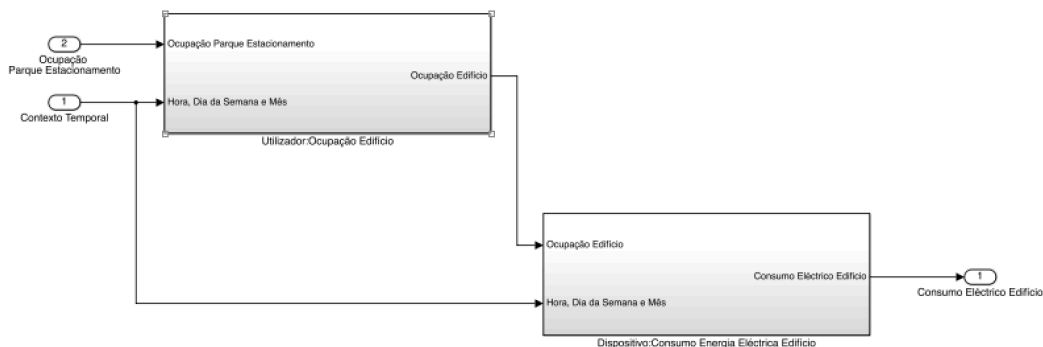 2
Ocupação
Parque Estacionamento
1
Contexto Temporal
Ocupação Parque Estacionamento
Ocupação Edifício
Hora, Dia da Semana e Mês
Utilizador:Ocupação Edifício
Ocupação Edifício
Consumo Eléctrico Edifício
Hora, Dia da Semana e Mês
Dispositivo:Consumo Energia Eléctrica Edifício
1
Consumo Eléctrico Edifício